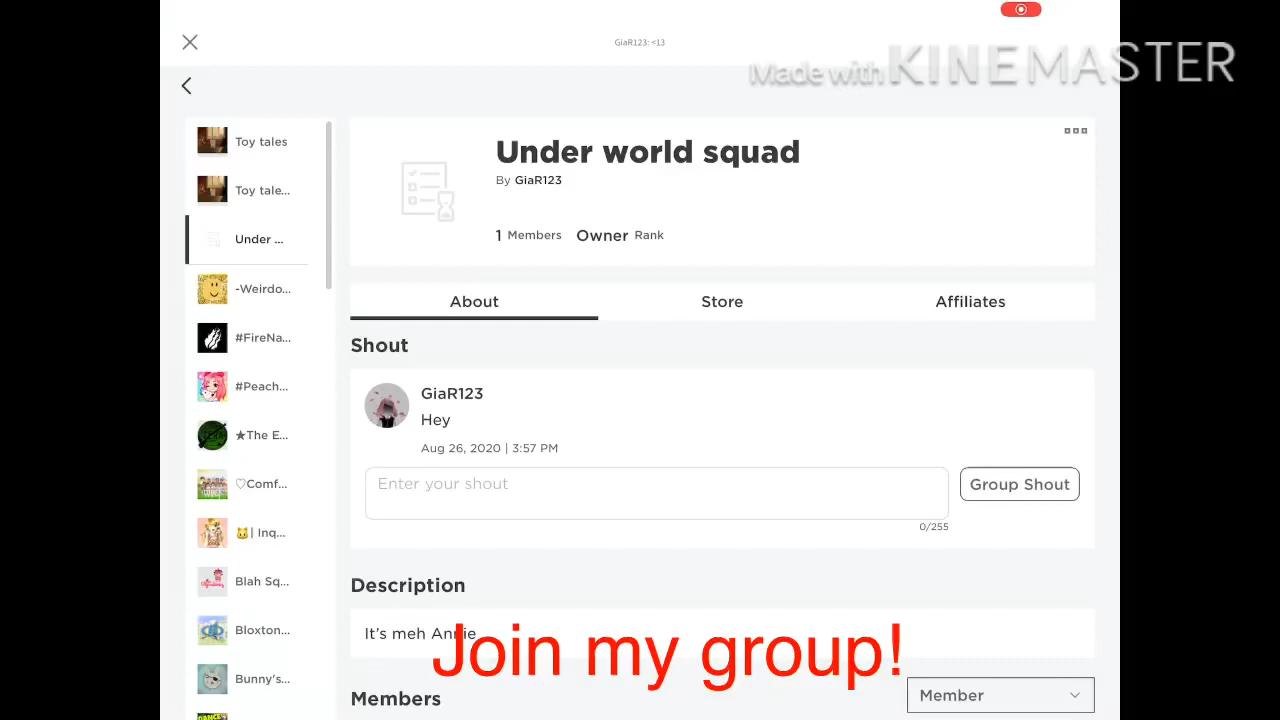 GiaR123: <13
Made with KINEMASTER
Toy tales
Toy tale...
Under ...
-Weirdo...
#FireNa...
#Peach...
★The E...
♡Comf...
🐱| Inq...
Blah Sq...
Bloxton...
Bunny's...
Under world squad
By GiaR123
1 Members Owner Rank
About Store Affiliates
Shout
GiaR123
Hey
Aug 26, 2020 | 3:57 PM
Enter your shout
Group Shout
0/255
Description
It's meh Annie
Join my group!
Members
Member